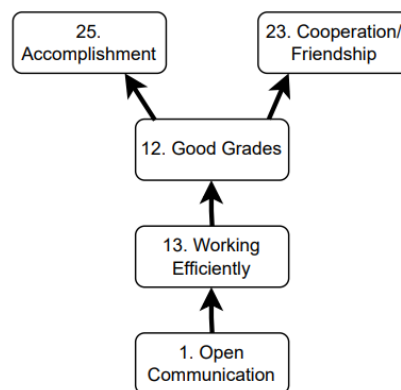 25.
Accomplishment
23. Cooperation/
Friendship
12. Good Grades
13. Working
Efficiently
1. Open
Communication